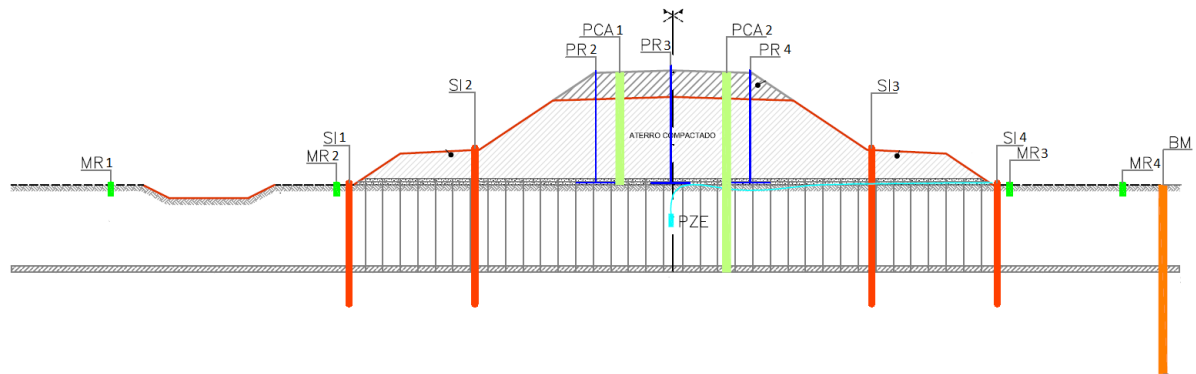 PCA1
PCA2
PR2
PR3
PR4
SI2
SI3
ATERRO COMPACTADO
SI1
SI4
BM
MR1
MR2
MR3
MR4
PZE